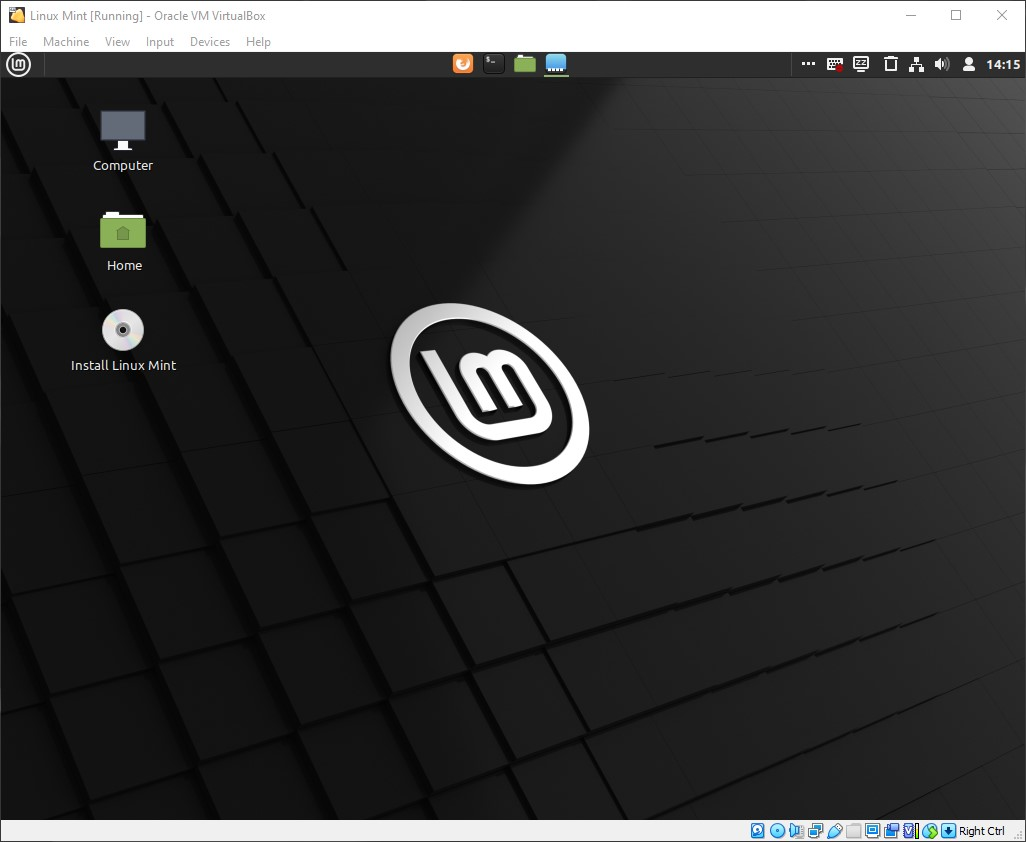 Linux Mint [Running] - Oracle VM VirtualBox
File Machine View Input Devices Help
14:15
Computer
Home
Install Linux Mint
Right Ctrl